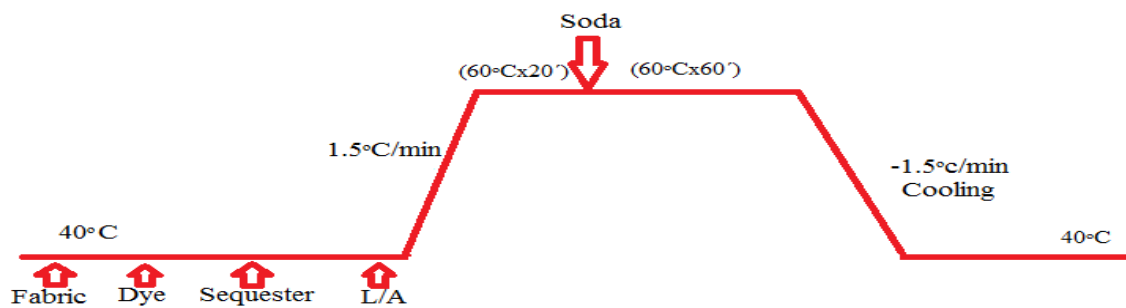 Soda
(60°Cx20´) (60°Cx60´)
1.5°C/min
-1.5°c/min
Cooling
40°C
40°C
Fabric Dye Sequester L/A